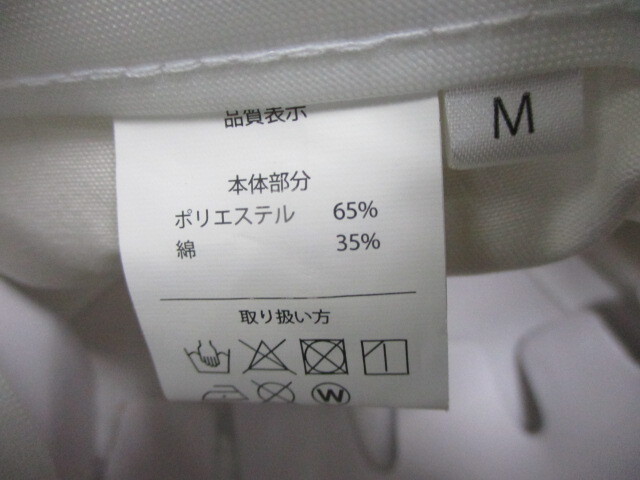 品質表示
M
本体部分
ポリエステル 65%
綿 35%
取り扱い方
W